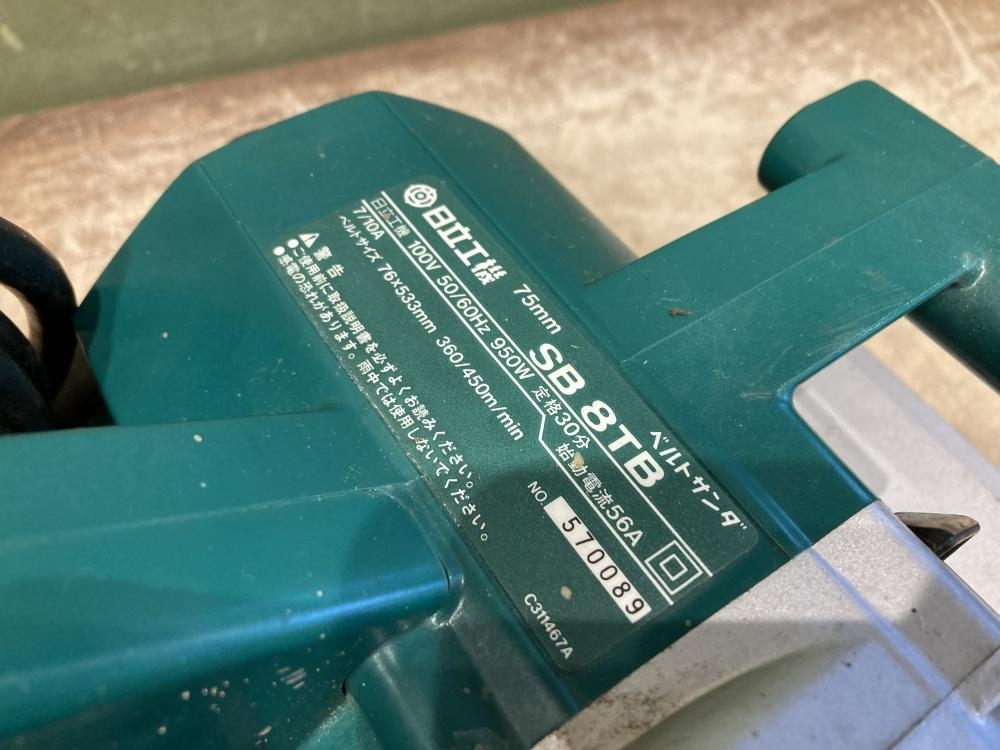 日立工機 75mm SB 8TB ベルトサンダ
日立工機 100V 50/60Hz 950W 定格30分
7/10A 始動電流56A
ベルトサイズ 76×533mm 360/450m/min
警告
●ご使用前に取扱説明書を必ずよくお読みください。
●感電の恐れがあります。雨中では使用しないでください。
NO. 570089
C311467A